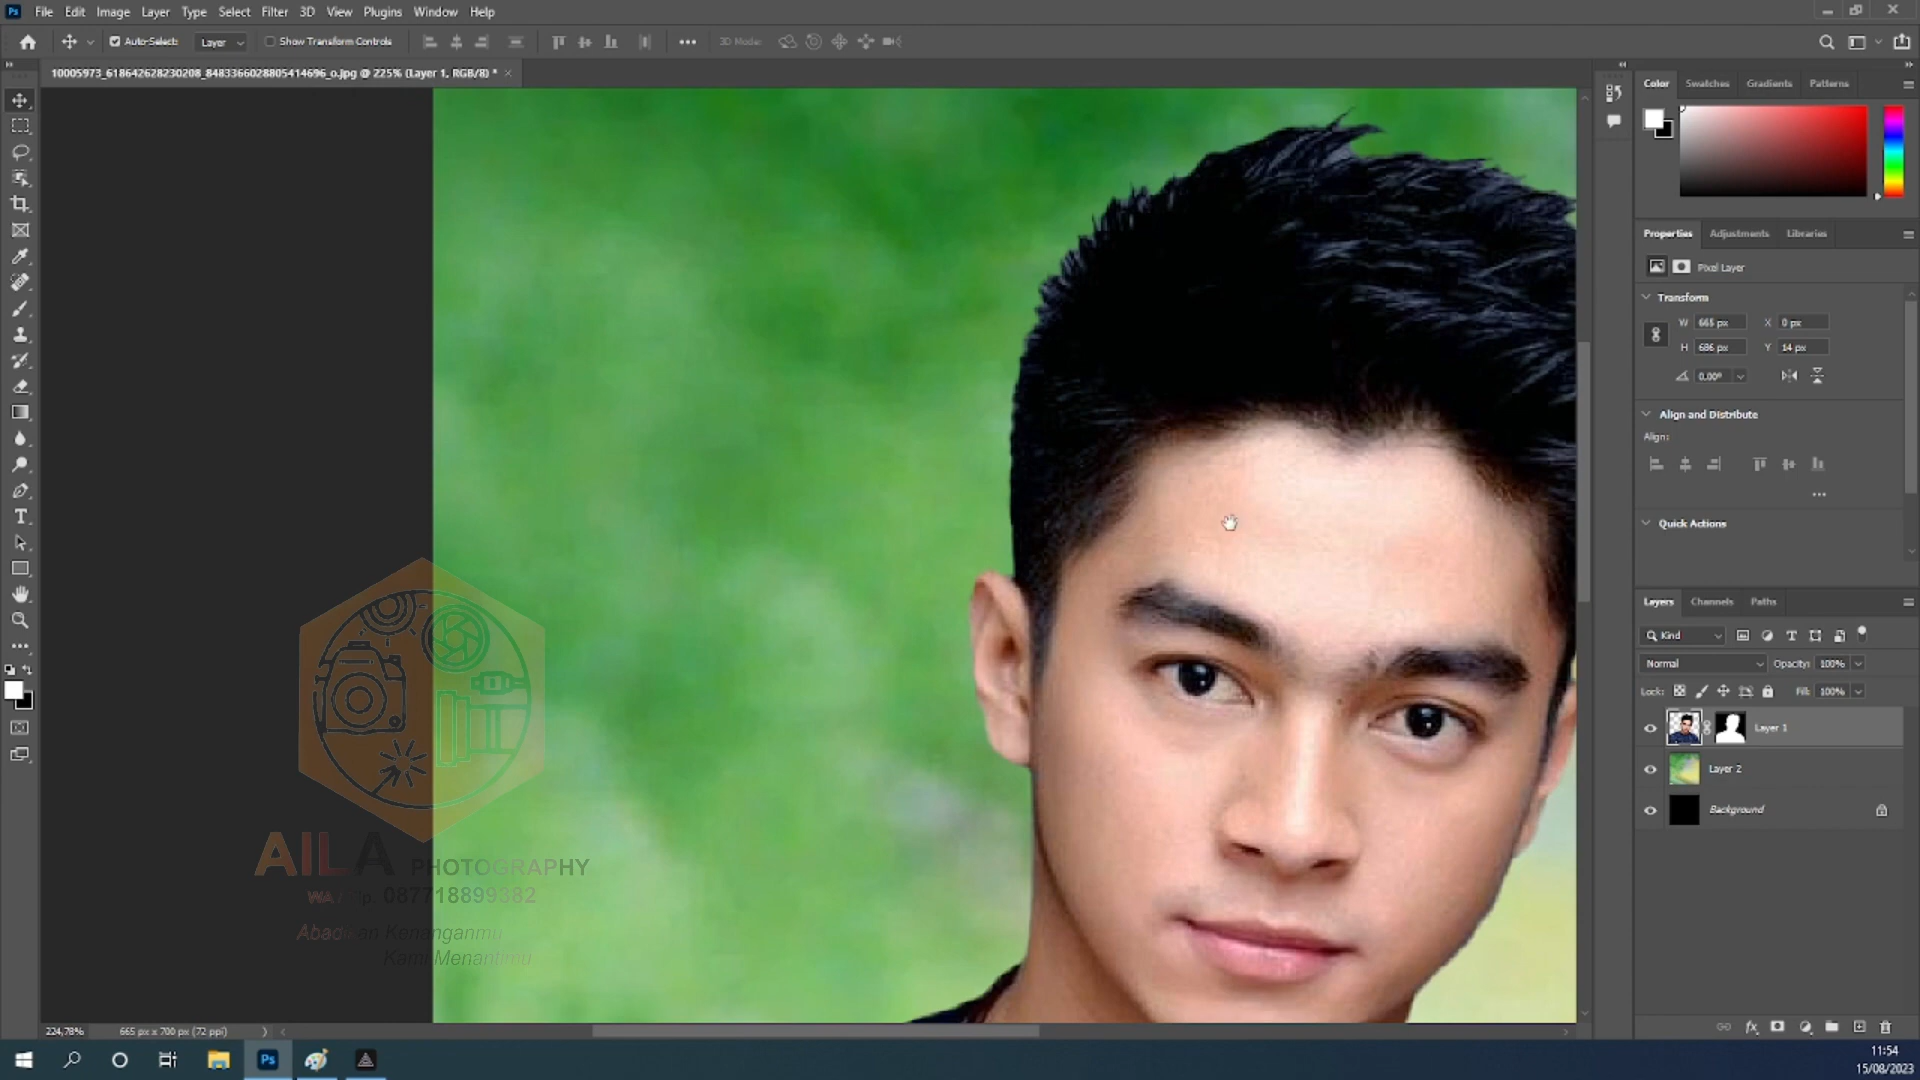 File Edit Image Layer Type Select Filter 3D View Plugins Window Help
Auto-Select: Layer Show Transform Controls 3D Mode:
10005973_618642628230208_8483366028805414696_o.jpg @ 225% (Layer 1, RGB/8) *
Color Swatches Gradients Patterns
Properties Adjustments Libraries
Pixel Layer
Transform
W 665 px X 0 px
H 686 px Y 14 px
0.00°
Align and Distribute
Align:
Quick Actions
Layers Channels Paths
Kind
Normal Opacity: 100%
Lock: Fill: 100%
Layer 1
Layer 2
Background
AILA PHOTOGRAPHY
WA / lp. 087718899382
Kenanganmu
Kami Menantimu
224,78% 665 px x 700 px (72 ppi)
11:54
15/08/2023